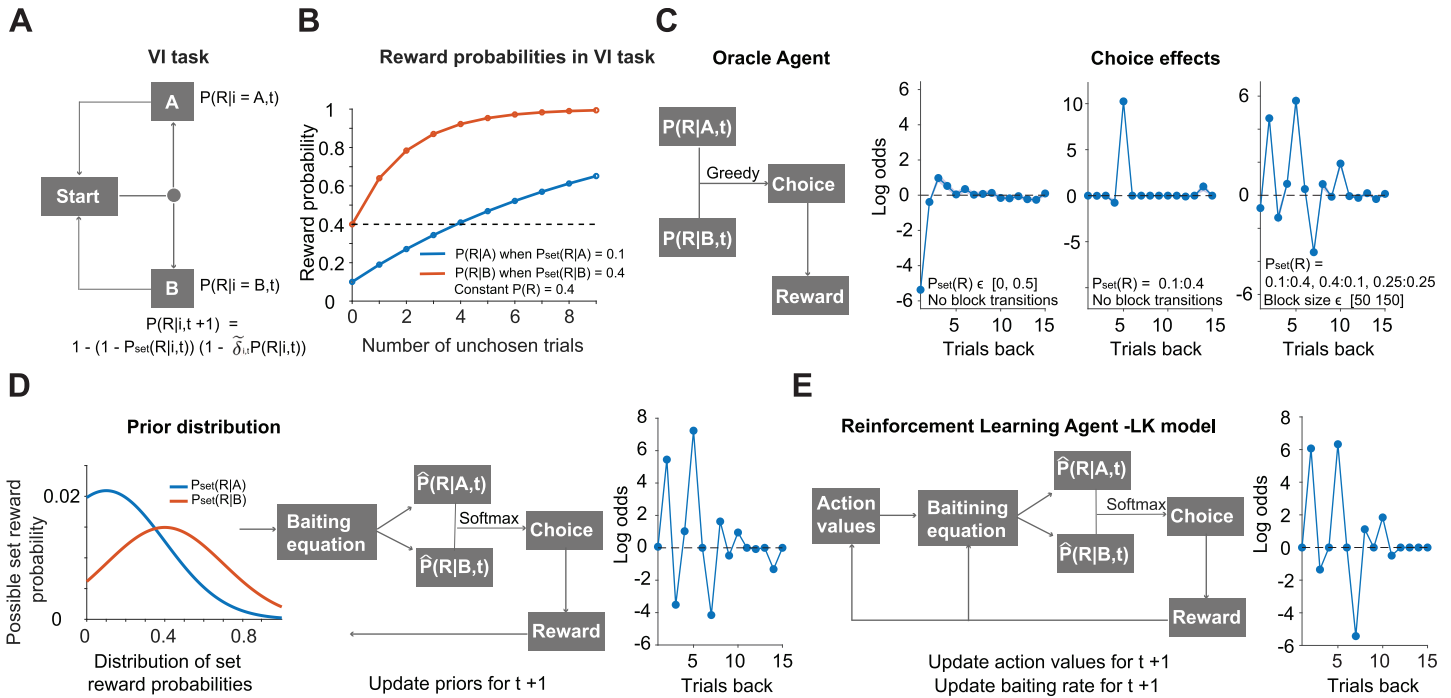 A
VI task
A
P(R|i = A,t)
Start
B
P(R|i = B,t)
P(R|i,t +1) =
1 - (1 - Pset(R|i,t)) (1 - δ̃i,tP(R|i,t))
B
Reward probabilities in VI task
Reward probability
1
0.8
0.6
0.4
0.2
0
0
2
4
6
8
P(R|A) when Pset(R|A) = 0.1
P(R|B) when Pset(R|B) = 0.4
Constant P(R) = 0.4
Number of unchosen trials
C
Oracle Agent
P(R|A,t)
Greedy
Choice
P(R|B,t)
Reward
Choice effects
Log odds
6
4
2
0
-2
-4
-6
Pset(R) ϵ [0, 0.5]
No block transitions
5
10
15
Trials back
10
5
0
-5
-10
Pset(R) = 0.1:0.4
No block transitions
5
10
15
Trials back
6
0
-6
Pset(R) =
0.1:0.4, 0.4:0.1, 0.25:0.25
Block size ϵ [50 150]
5
10
15
Trials back
D
Prior distribution
Possible set reward
probability
0.02
0
Pset(R|A)
Pset(R|B)
0
0.4
0.8
Distribution of set
reward probabilities
Baiting
equation
P̂(R|A,t)
Softmax
P̂(R|B,t)
Choice
Reward
Update priors for t +1
Log odds
8
6
4
2
0
-2
-4
-6
5
10
15
Trials back
E
Reinforcement Learning Agent -LK model
Action
values
Baitining
equation
P̂(R|A,t)
Softmax
P̂(R|B,t)
Choice
Reward
Update action values for t +1
Update baiting rate for t +1
Log odds
8
6
4
2
0
-2
-4
-6
5
10
15
Trials back